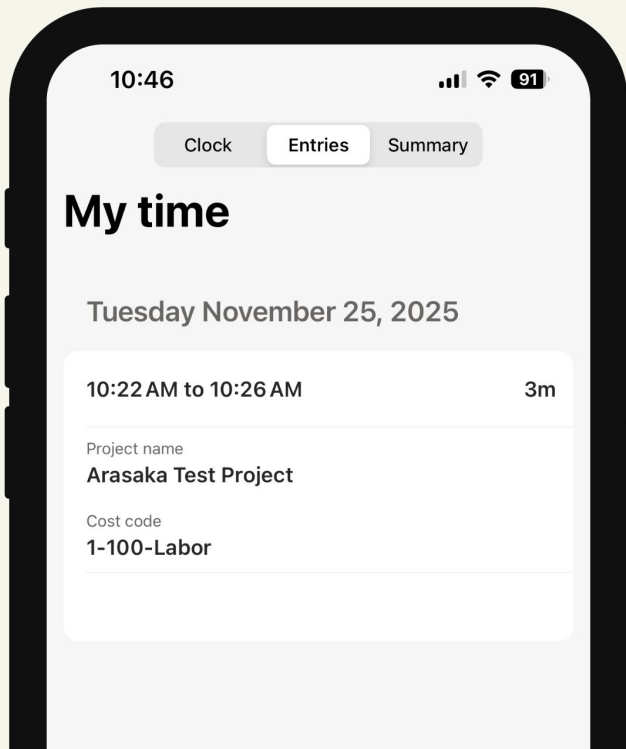 10:46
91
Clock Entries Summary
My time
Tuesday November 25, 2025
10:22 AM to 10:26 AM 3m
Project name
Arasaka Test Project
Cost code
1-100-Labor